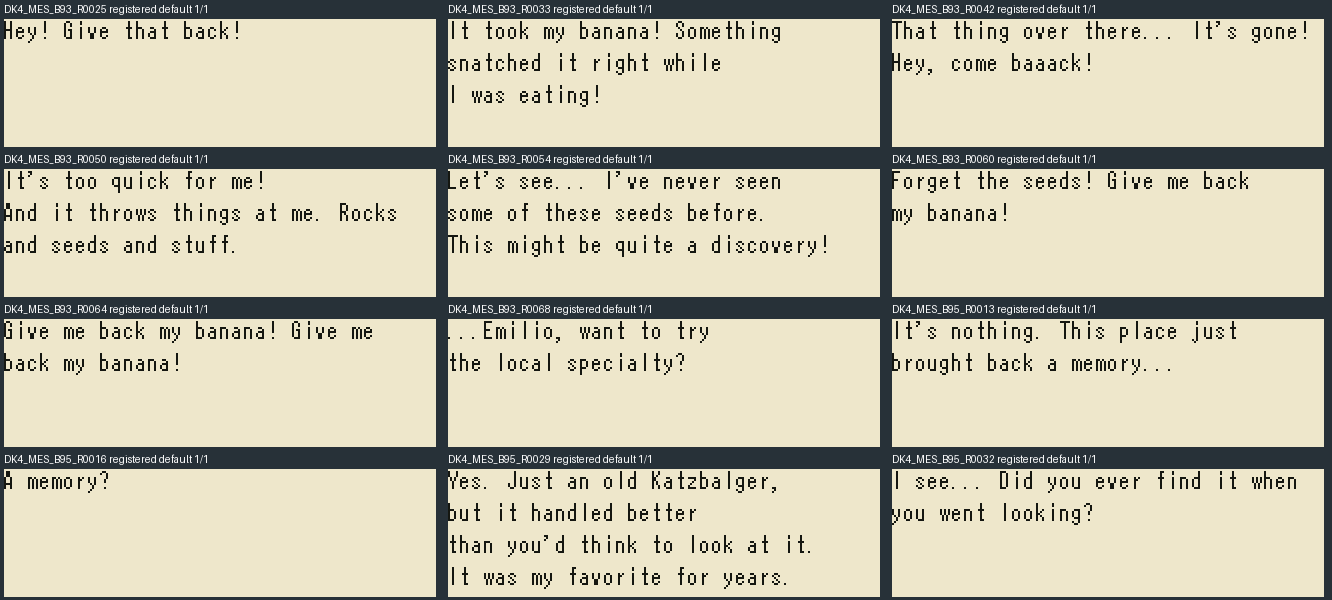 DK4_MES_B93_R0025 registered default 1/1
Hey! Give that back!
DK4_MES_B93_R0033 registered default 1/1
It took my banana! Something
snatched it right while
I was eating!
DK4_MES_B93_R0042 registered default 1/1
That thing over there... It's gone!
Hey, come baaack!
DK4_MES_B93_R0050 registered default 1/1
It's too quick for me!
And it throws things at me. Rocks
and seeds and stuff.
DK4_MES_B93_R0054 registered default 1/1
Let's see... I've never seen
some of these seeds before.
This might be quite a discovery!
DK4_MES_B93_R0060 registered default 1/1
Forget the seeds! Give me back
my banana!
DK4_MES_B93_R0064 registered default 1/1
Give me back my banana! Give me
back my banana!
DK4_MES_B93_R0068 registered default 1/1
...Emilio, want to try
the local specialty?
DK4_MES_B95_R0013 registered default 1/1
It's nothing. This place just
brought back a memory...
DK4_MES_B95_R0016 registered default 1/1
A memory?
DK4_MES_B95_R0029 registered default 1/1
Yes. Just an old Katzbalger,
but it handled better
than you'd think to look at it.
It was my favorite for years.
DK4_MES_B95_R0032 registered default 1/1
I see... Did you ever find it when
you went looking?